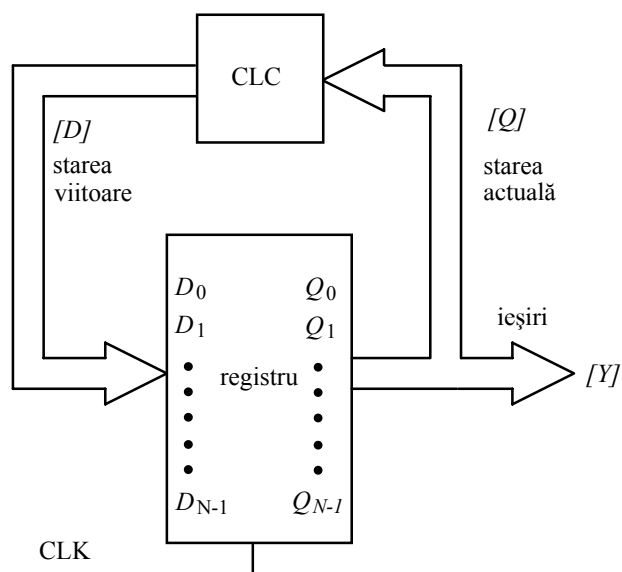 CLC
[D]
starea
viitoare
[Q]
starea
actuală
D0 Q0
D1 Q1
registru
DN-1 QN-1
ieşiri
[Y]
CLK